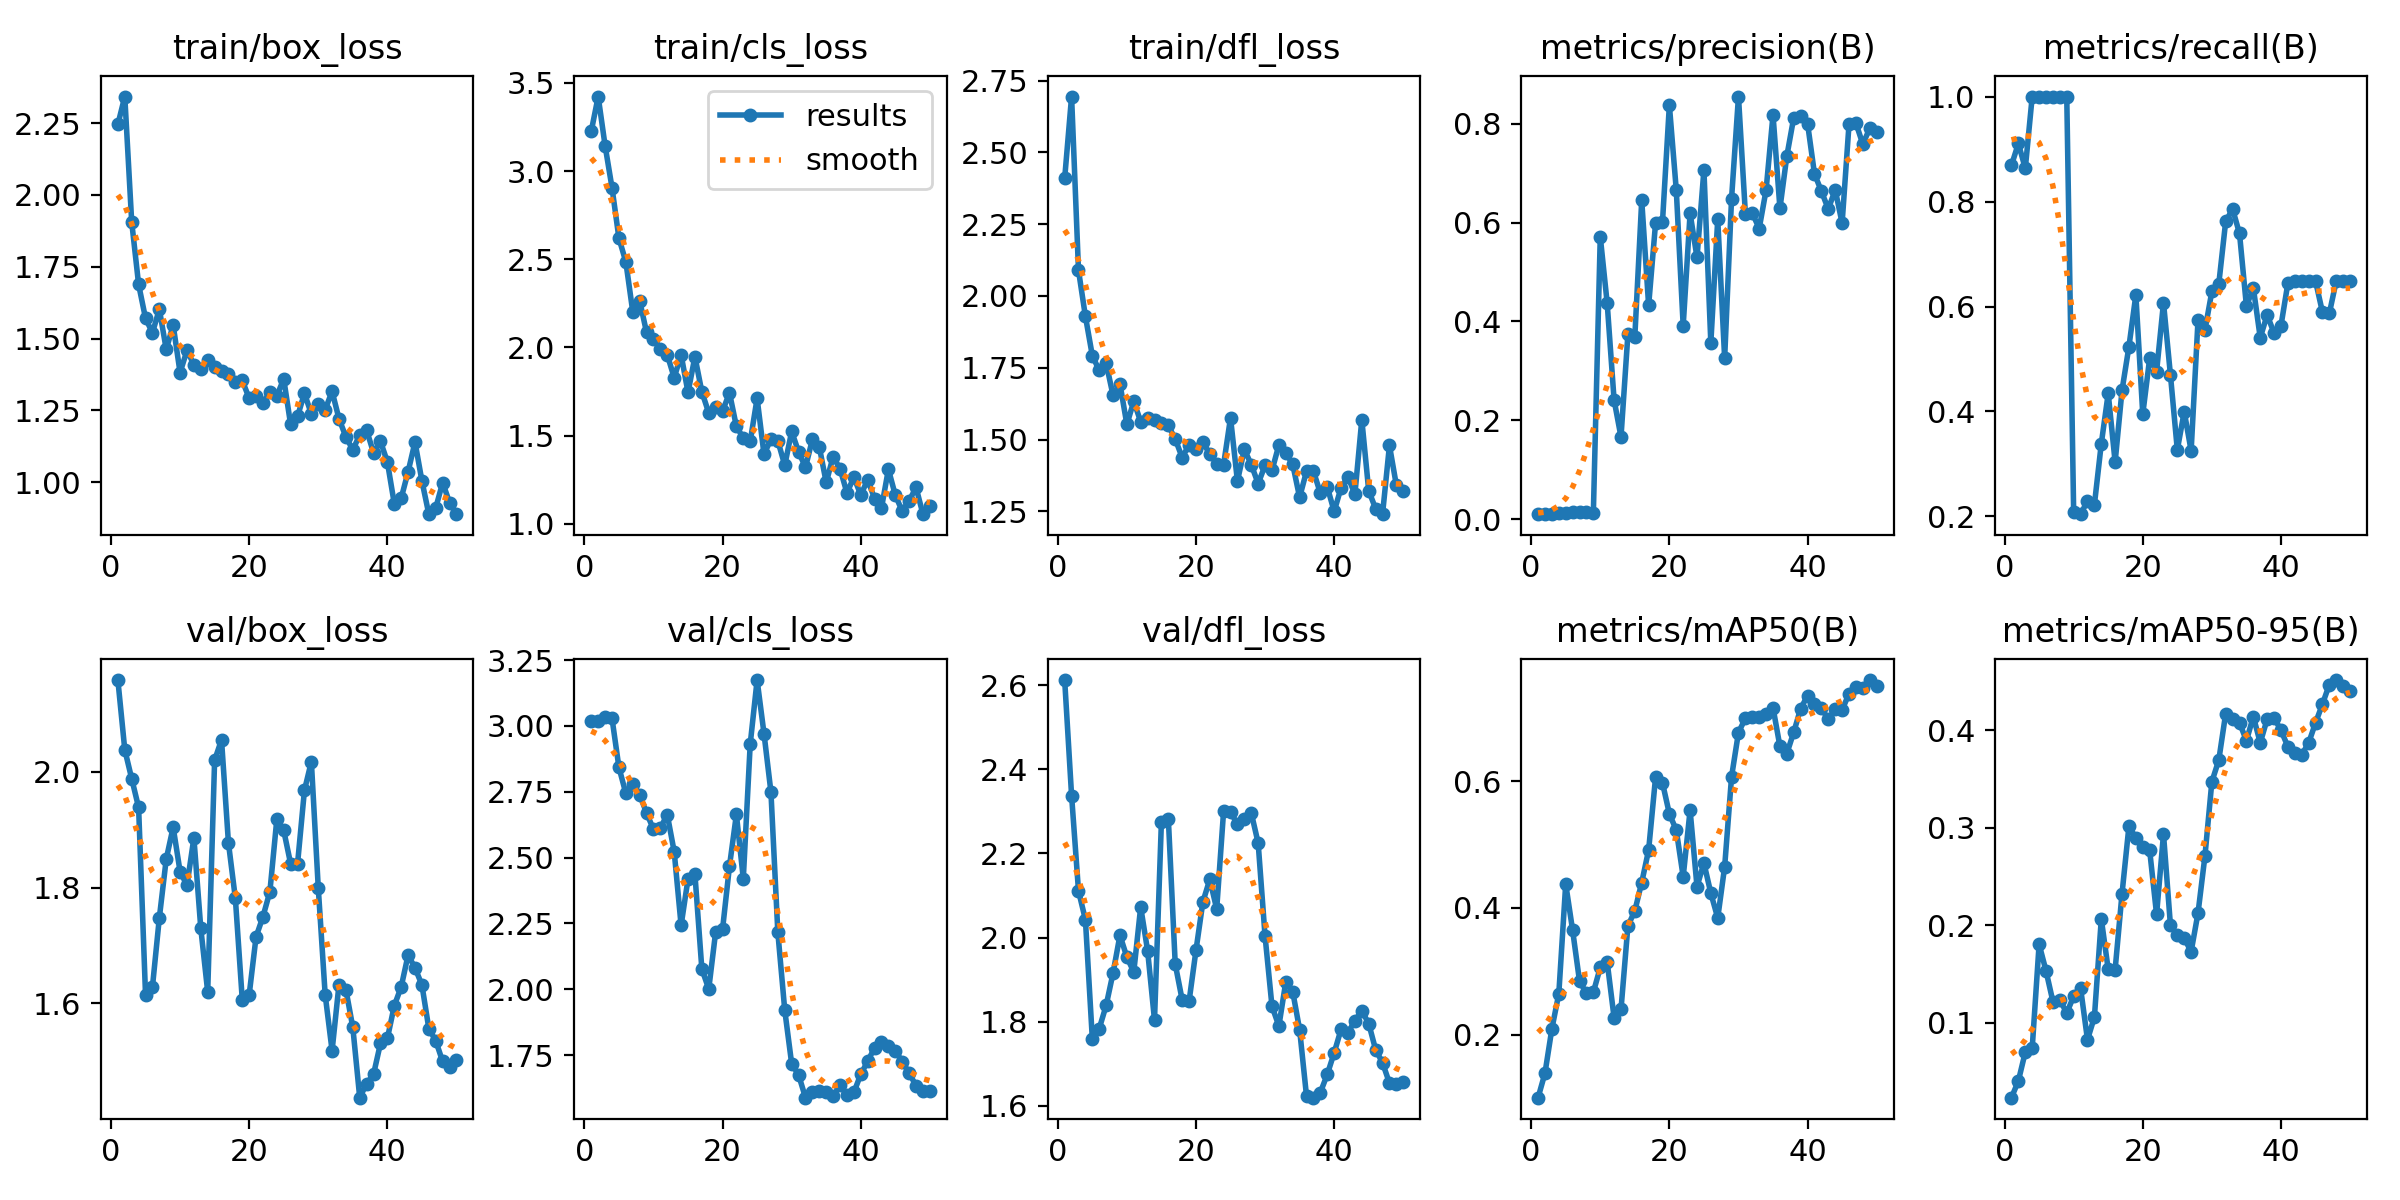 train/box_loss
train/cls_loss
train/dfl_loss
metrics/precision(B)
metrics/recall(B)
2.25
2.00
1.75
1.50
1.25
1.00
0 20 40
3.5
3.0
2.5
2.0
1.5
1.0
results
smooth
0 20 40
2.75
2.50
2.25
2.00
1.75
1.50
1.25
0 20 40
0.8
0.6
0.4
0.2
0.0
0 20 40
1.0
0.8
0.6
0.4
0.2
0 20 40
val/box_loss
val/cls_loss
val/dfl_loss
metrics/mAP50(B)
metrics/mAP50-95(B)
2.0
1.8
1.6
0 20 40
3.25
3.00
2.75
2.50
2.25
2.00
1.75
0 20 40
2.6
2.4
2.2
2.0
1.8
1.6
0 20 40
0.6
0.4
0.2
0 20 40
0.4
0.3
0.2
0.1
0 20 40